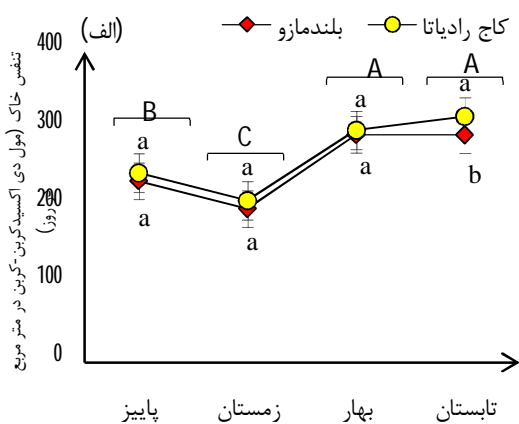 (الف)
کاج رادیاتا
بلندمازو
تنفس خاک (مول دی اکسیدکربن-کربن در متر مربع
روز)
400
300
200
100
0
B
C
A
A
a
a
a
a
a
a
a
b
پاییز
زمستان
بهار
تابستان